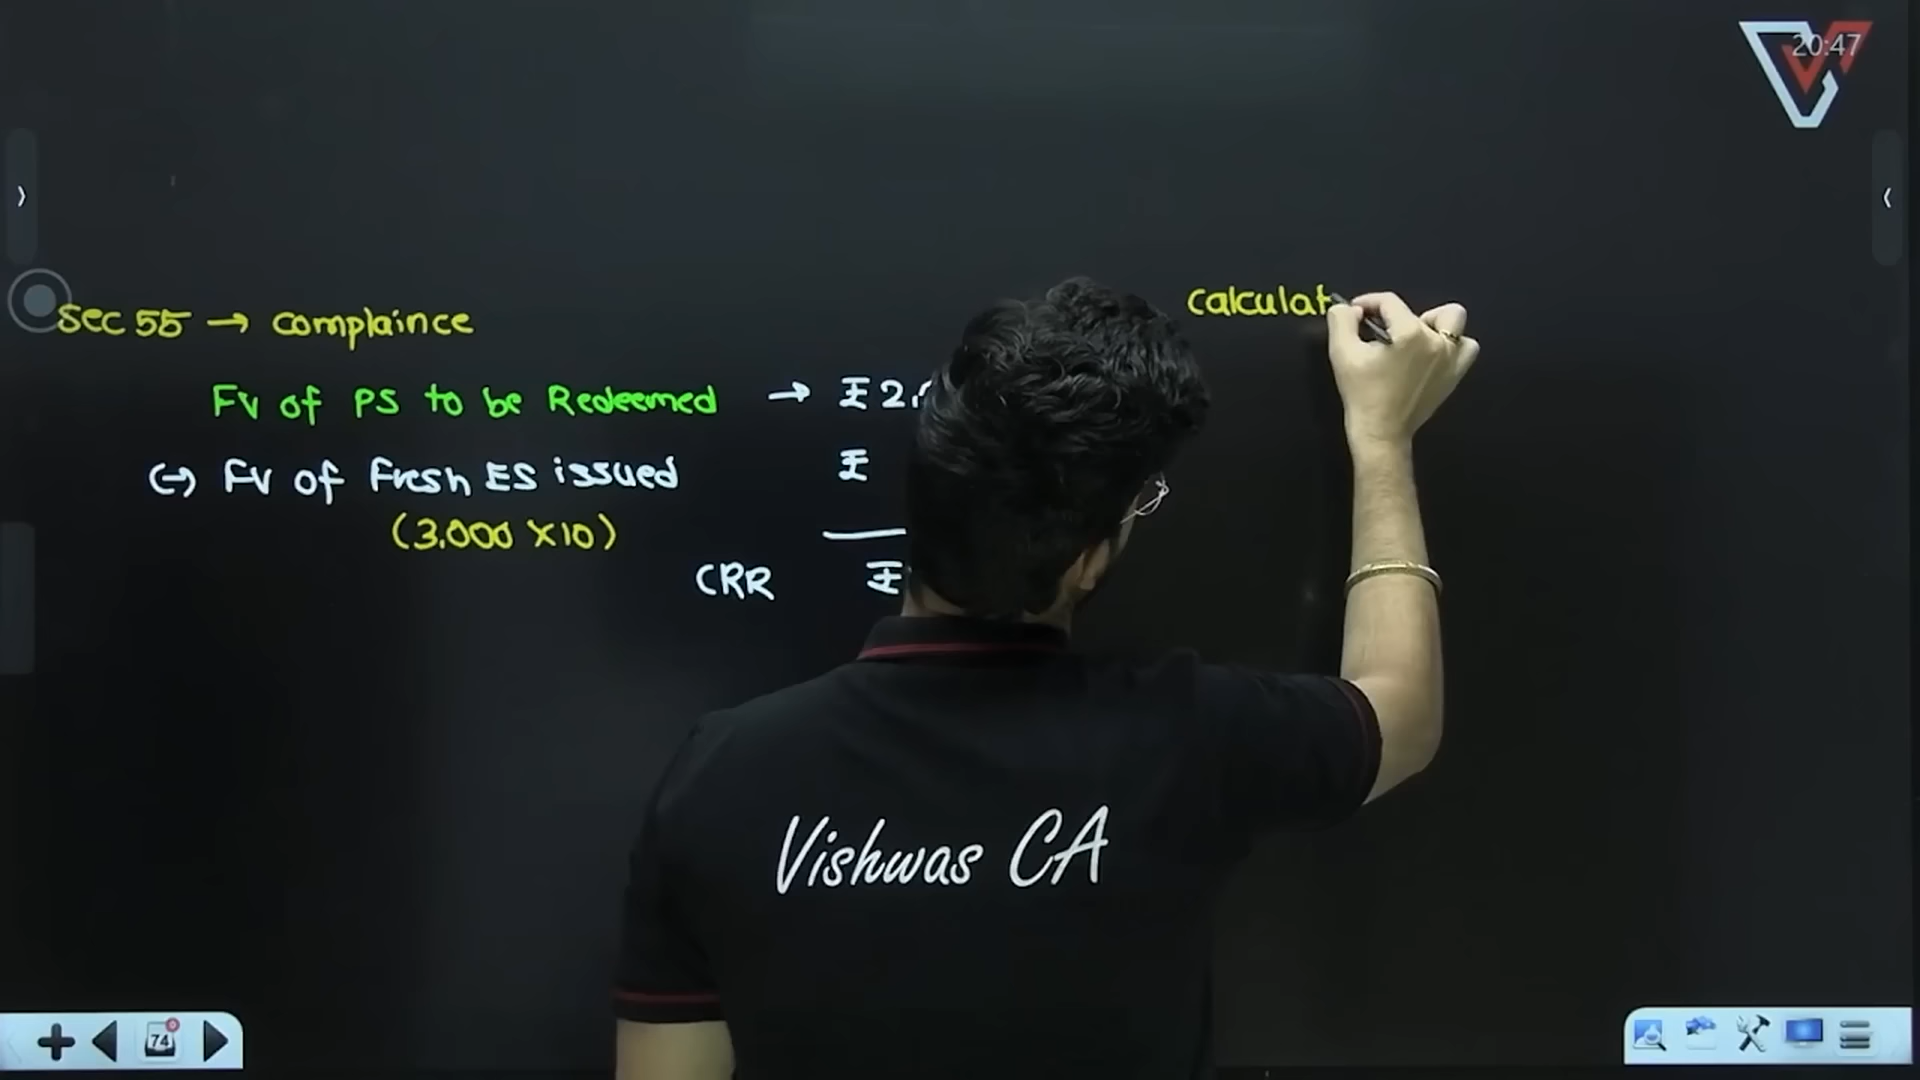 20:47
Sec 55 → complaince
calculat
FV of PS to be Redeemed → ₹ 2,
(-) FV of Fresh ES issued ₹
(3,000 X10)
CRR ₹
Vishwas CA
74